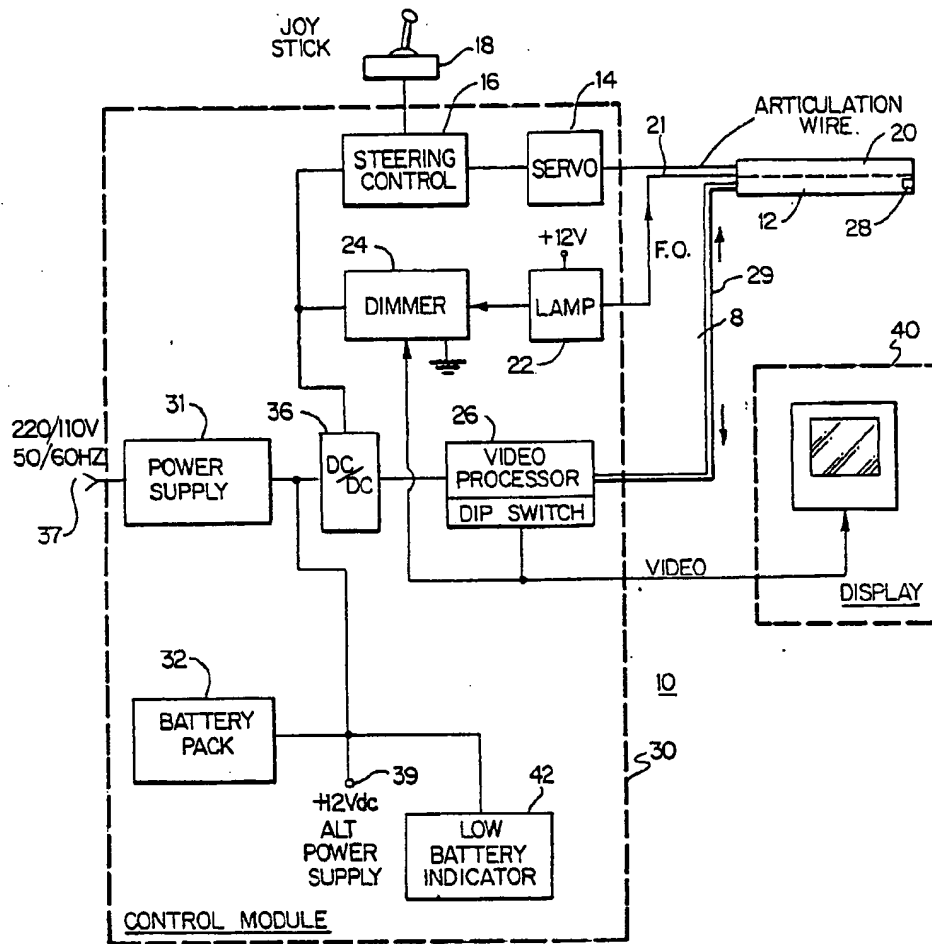 JOY
STICK
18
16
14
ARTICULATION
WIRE.
21
20
STEERING
CONTROL
SERVO
12
28
+12V
F.O.
24
DIMMER
LAMP
22
29
8
40
220/110V
50/60HZ
31
36
26
POWER
SUPPLY
DC/DC
VIDEO
PROCESSOR
DIP SWITCH
37
VIDEO
DISPLAY
32
10
BATTERY
PACK
39
+12Vdc
ALT
POWER
SUPPLY
42
30
LOW
BATTERY
INDICATOR
CONTROL MODULE